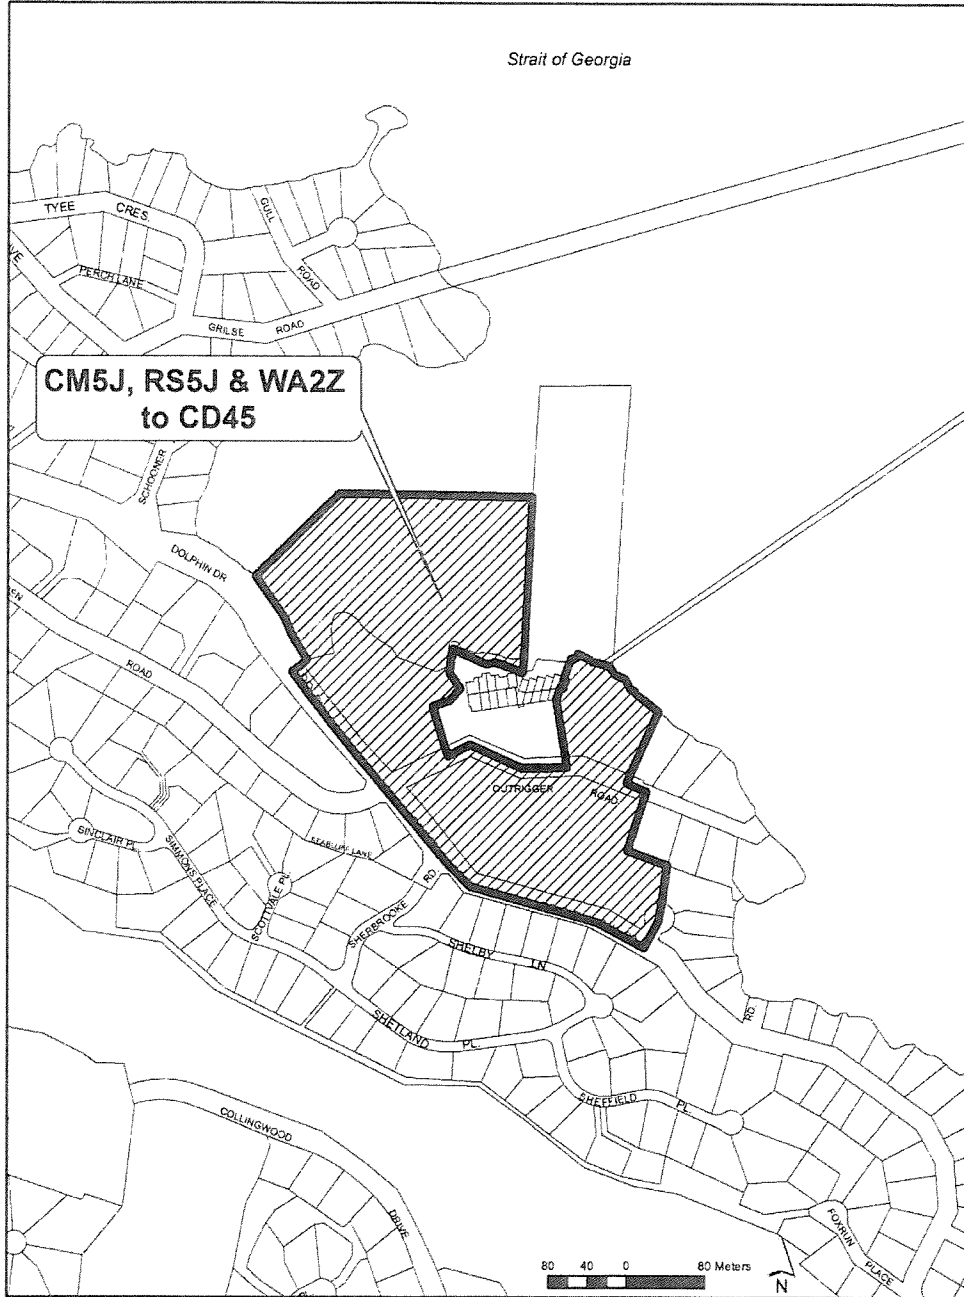 Strait of Georgia
TYEE CRES.
GULL ROAD
PERCH LANE
GRILSE ROAD
CM5J, RS5J & WA2Z
to CD45
SCHOONER
DOLPHIN DR
ROAD
OUTRIGGER ROAD
SINCLAIR PL.
SIMMONS PLACE
SCOTTVALE PL.
SHERBROOKE RD.
SHELBY LN
SHETLAND PL.
RD.
SHEFFIELD PL.
COLLINGWOOD DRIVE
FOXRUN PLACE
80 40 0 80 Meters
N